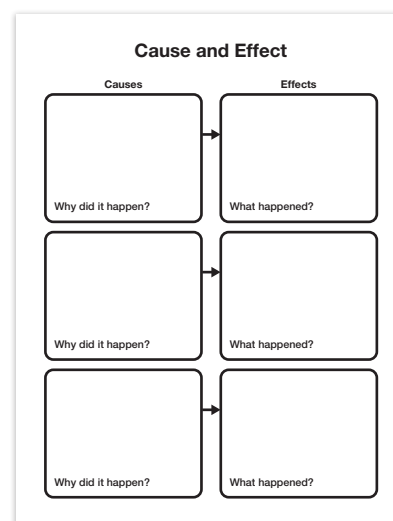 Cause and Effect
Causes Effects
Why did it happen? What happened?
Why did it happen? What happened?
Why did it happen? What happened?